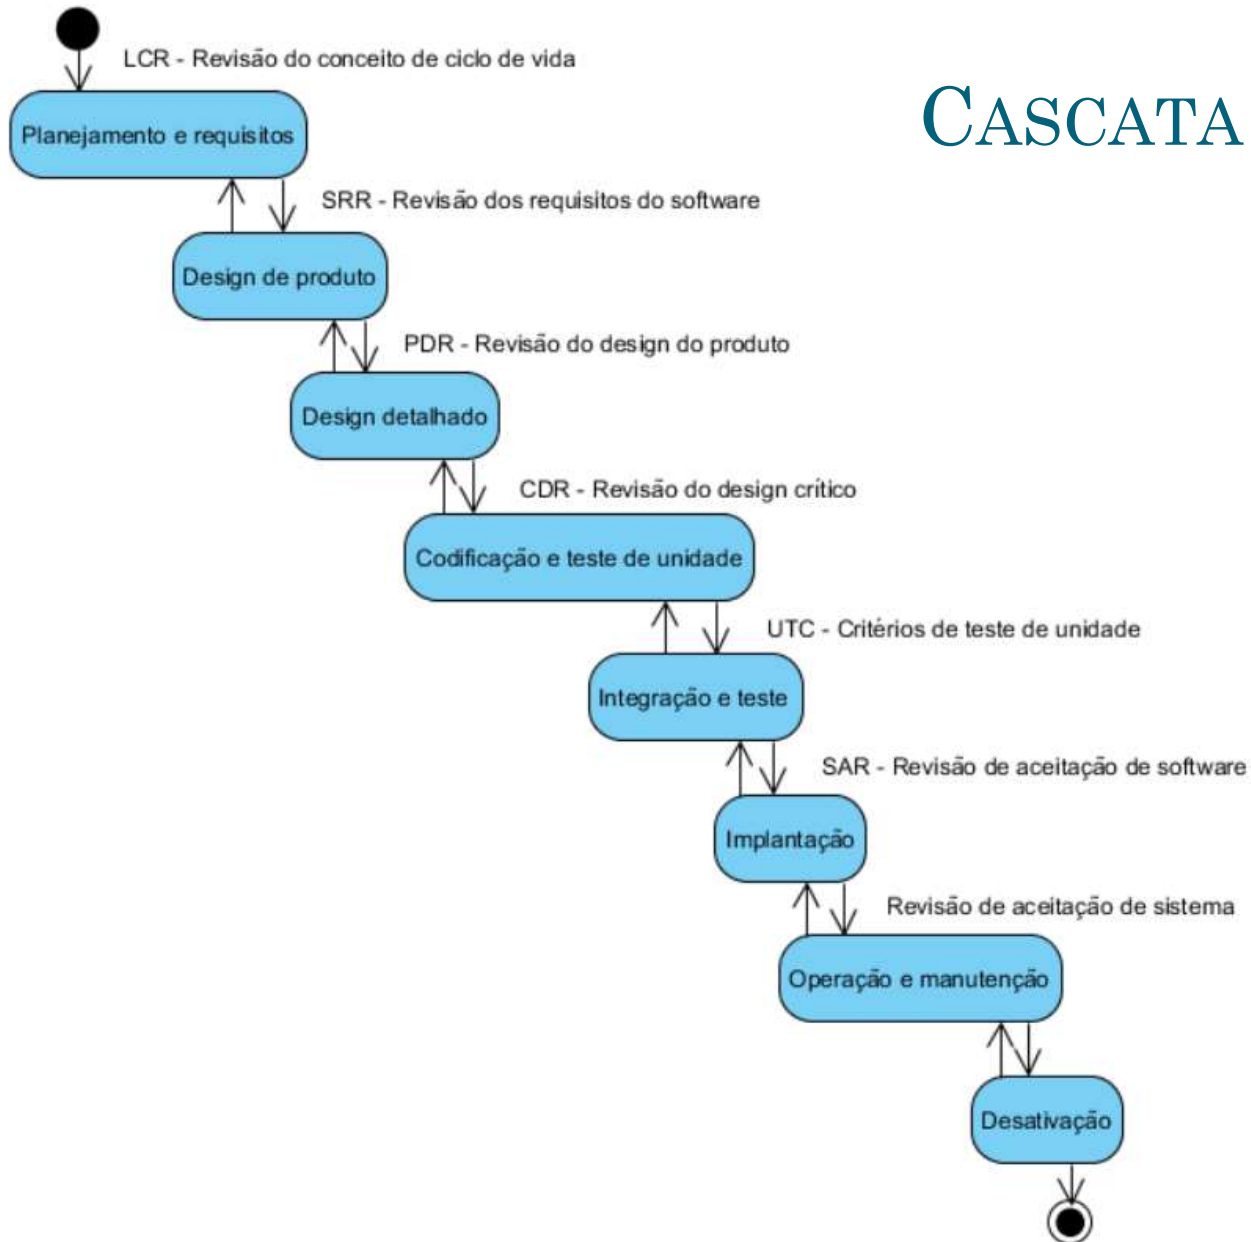 LCR - Revisão do conceito de ciclo de vida
CASCATA
Planejamento e requisitos
SRR - Revisão dos requisitos do software
Design de produto
PDR - Revisão do design do produto
Design detalhado
CDR - Revisão do design crítico
Codificação e teste de unidade
UTC - Critérios de teste de unidade
Integração e teste
SAR - Revisão de aceitação de software
Implantação
Revisão de aceitação de sistema
Operação e manutenção
Desativação